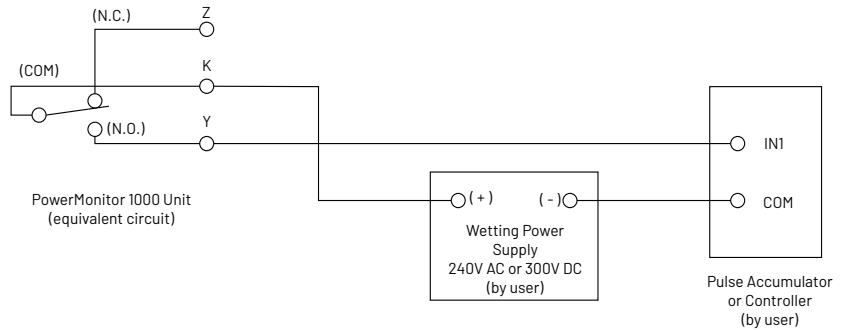 (N.C.)
Z
(COM)
K
(N.O.)
Y
IN1
PowerMonitor 1000 Unit
(equivalent circuit)
(+)
(-)
COM
Wetting Power
Supply
240V AC or 300V DC
(by user)
Pulse Accumulator
or Controller
(by user)